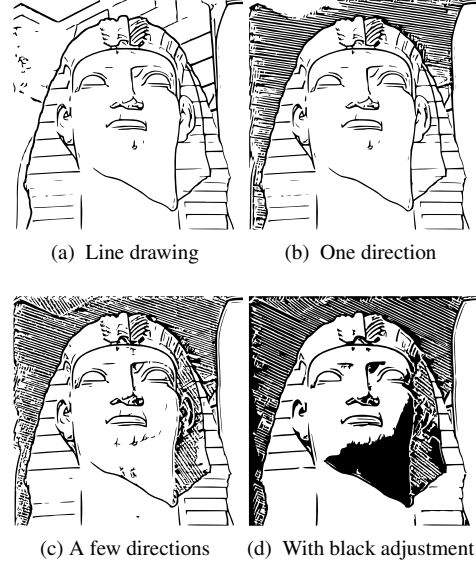 (a) Line drawing
(b) One direction
(c) A few directions
(d) With black adjustment